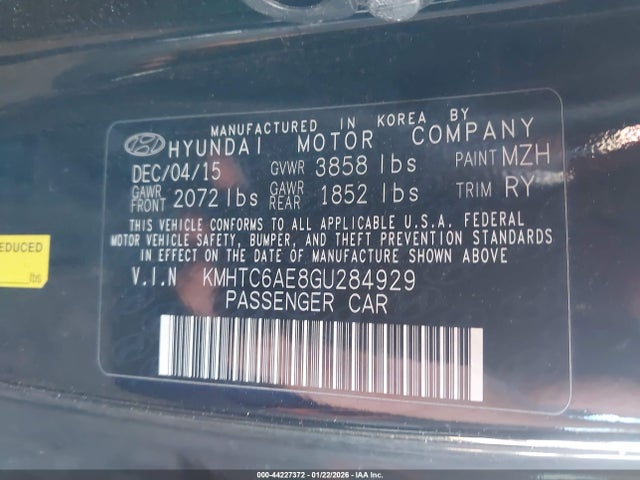 MANUFACTURED IN KOREA BY
HYUNDAI MOTOR COMPANY
DEC/04/15 GVWR 3858 lbs PAINT MZH
GAWR FRONT 2072 lbs GAWR REAR 1852 lbs TRIM RY
THIS VEHICLE CONFORMS TO ALL APPLICABLE U.S.A. FEDERAL
MOTOR VEHICLE SAFETY, BUMPER, AND THEFT PREVENTION STANDARDS
IN EFFECT ON THE DATE OF MANUFACTURE SHOWN ABOVE.
V.I.N KMHTC6AE8GU284929
PASSENGER CAR
EDUCED
lbs
000-44227372 - 01/22/2026 - IAA Inc.